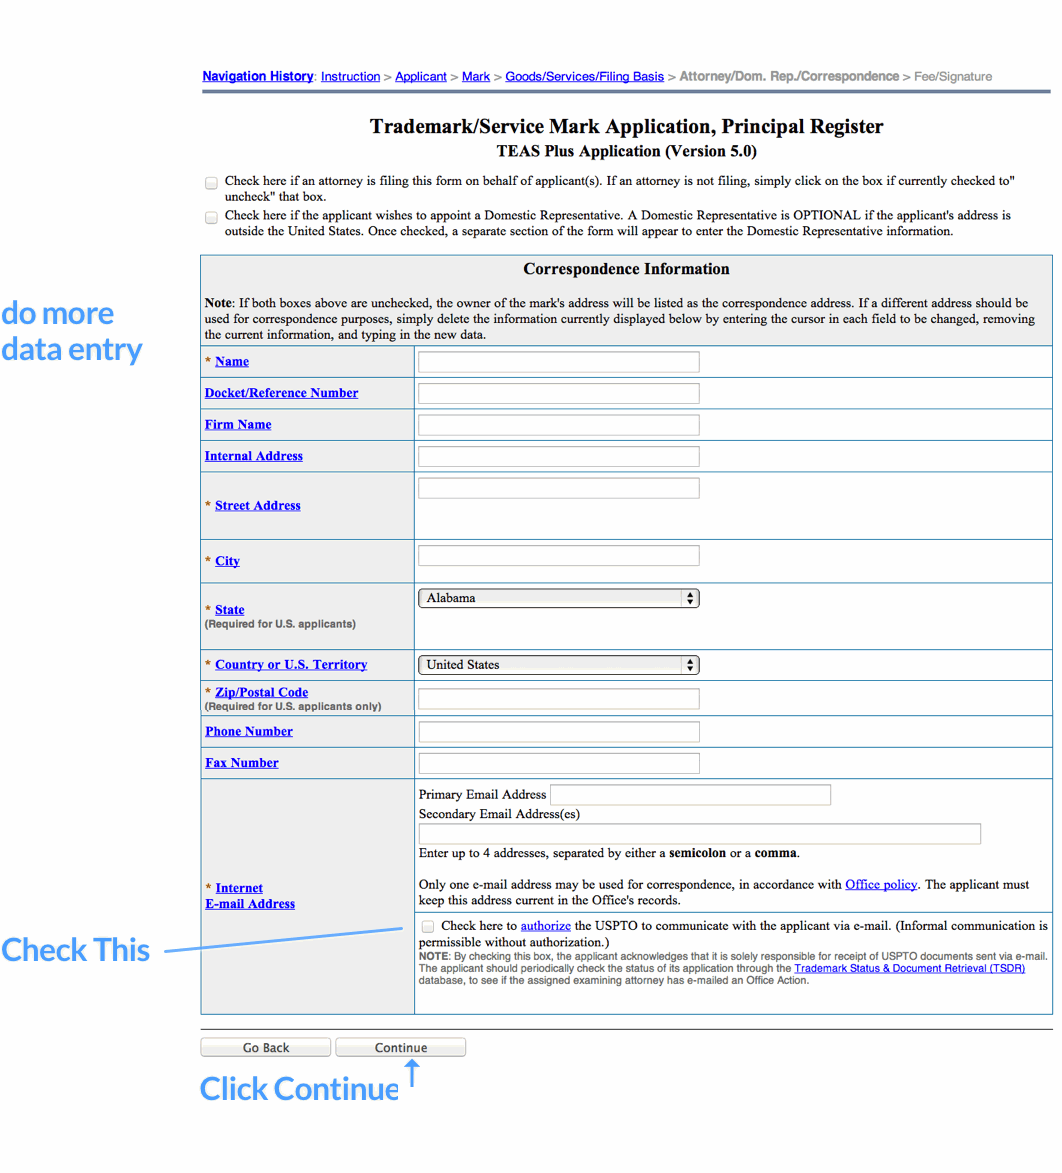 Navigation History: Instruction > Applicant > Mark > Goods/Services/Filing Basis > Attorney/Dom. Rep./Correspondence > Fee/Signature
Trademark/Service Mark Application, Principal Register
TEAS Plus Application (Version 5.0)
Check here if an attorney is filing this form on behalf of applicant(s). If an attorney is not filing, simply click on the box if currently checked to"
uncheck" that box.
Check here if the applicant wishes to appoint a Domestic Representative. A Domestic Representative is OPTIONAL if the applicant's address is
outside the United States. Once checked, a separate section of the form will appear to enter the Domestic Representative information.
Correspondence Information
Note: If both boxes above are unchecked, the owner of the mark's address will be listed as the correspondence address. If a different address should be
used for correspondence purposes, simply delete the information currently displayed below by entering the cursor in each field to be changed, removing
the current information, and typing in the new data.
do more
data entry
* Name
Docket/Reference Number
Firm Name
Internal Address
* Street Address
* City
* State
(Required for U.S. applicants)
Alabama
* Country or U.S. Territory
United States
* Zip/Postal Code
(Required for U.S. applicants only)
Phone Number
Fax Number
* Internet
E-mail Address
Primary Email Address
Secondary Email Address(es)
Enter up to 4 addresses, separated by either a semicolon or a comma.
Only one e-mail address may be used for correspondence, in accordance with Office policy. The applicant must
keep this address current in the Office's records.
Check This
Check here to authorize the USPTO to communicate with the applicant via e-mail. (Informal communication is
permissible without authorization.)
NOTE: By checking this box, the applicant acknowledges that it is solely responsible for receipt of USPTO documents sent via e-mail.
The applicant should periodically check the status of its application through the Trademark Status & Document Retrieval (TSDR)
database, to see if the assigned examining attorney has e-mailed an Office Action.
Go Back
Continue
Click Continue